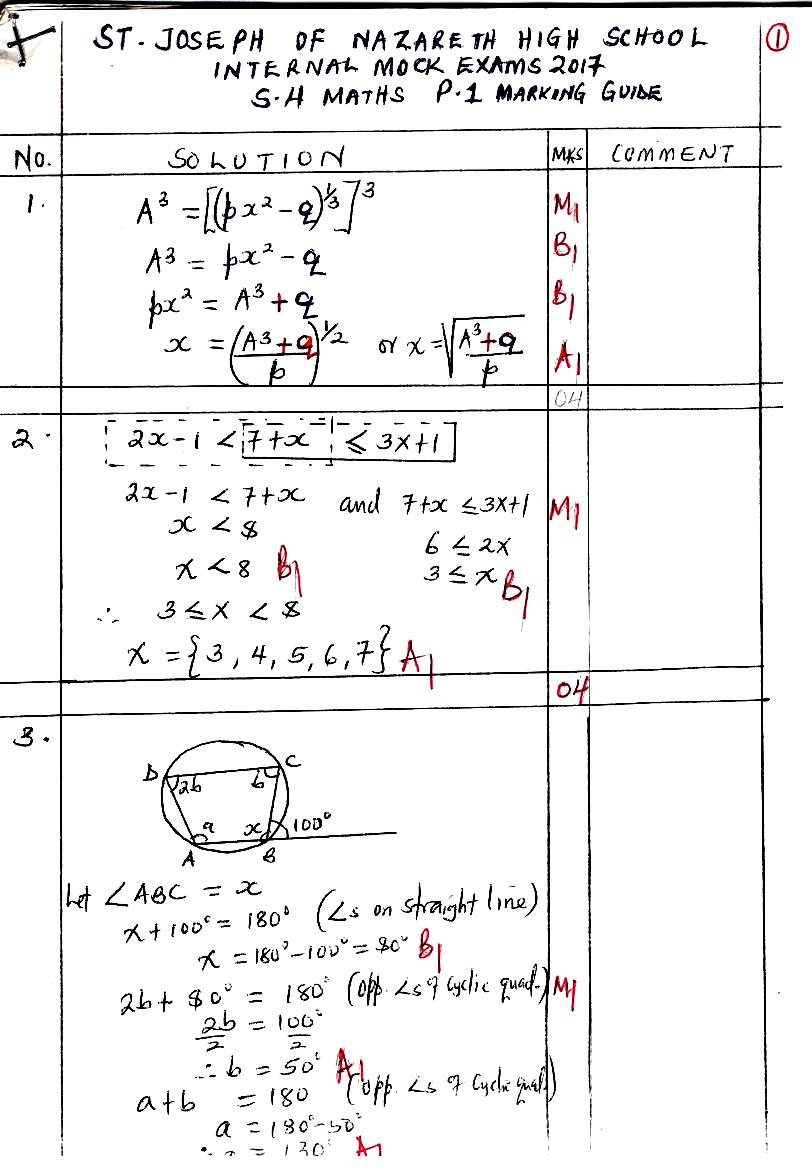 ST. JOSEPH OF NAZARETH HIGH SCHOOL
①
INTERNAL MOCK EXAMS 2017
S.4 MATHS P.1 MARKING GUIDE
No. SOLUTION MKS COMMENT
1. A³ = [(px² - q)^⅓]³ M1
A³ = px² - q B1
px² = A³ + q B1
x = ((A³ + q)/p)^½ or x = √((A³ + q)/p) A1
04
2. 2x - 1 < 7 + x ≤ 3x + 1
2x - 1 < 7 + x and 7 + x ≤ 3x + 1 M1
x < 8 6 ≤ 2x
x < 8 B1 3 ≤ x B1
∴ 3 ≤ x < 8
x = {3, 4, 5, 6, 7} A1
04
3.
D 2b b C
a x 100°
A B
Let ∠ABC = x
x + 100° = 180° (∠s on straight line)
x = 180° - 100° = 80° B1
2b + 80° = 180° (opp. ∠s of cyclic quad.) M1
2b/2 = 100°/2
∴ b = 50° A1
a + b = 180 (opp. ∠s of cyclic quad)
a = 180° - 50°
∴ a = 130° A1